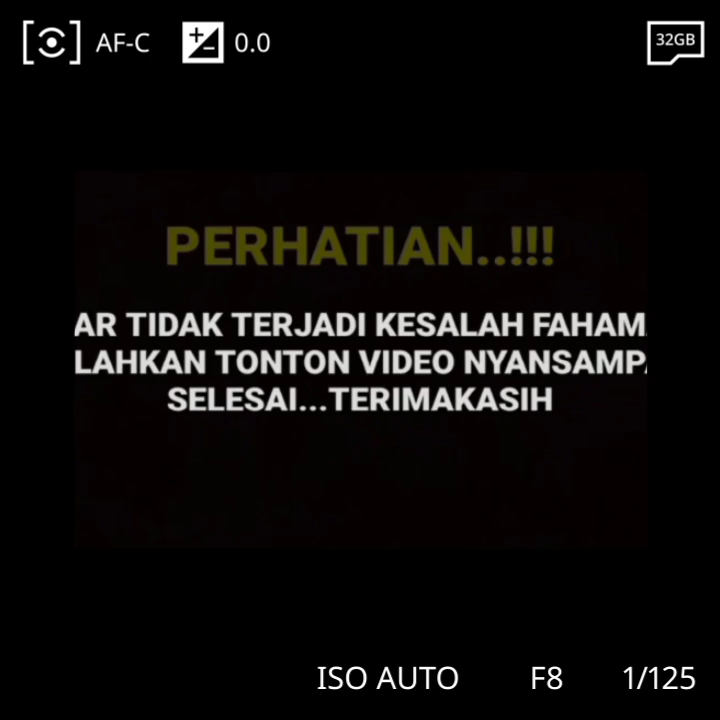 AF-C 0.0 32GB
PERHATIAN..!!!
AR TIDAK TERJADI KESALAH FAHAM
LAHKAN TONTON VIDEO NYANSAMPA
SELESAI...TERIMAKASIH
ISO AUTO F8 1/125